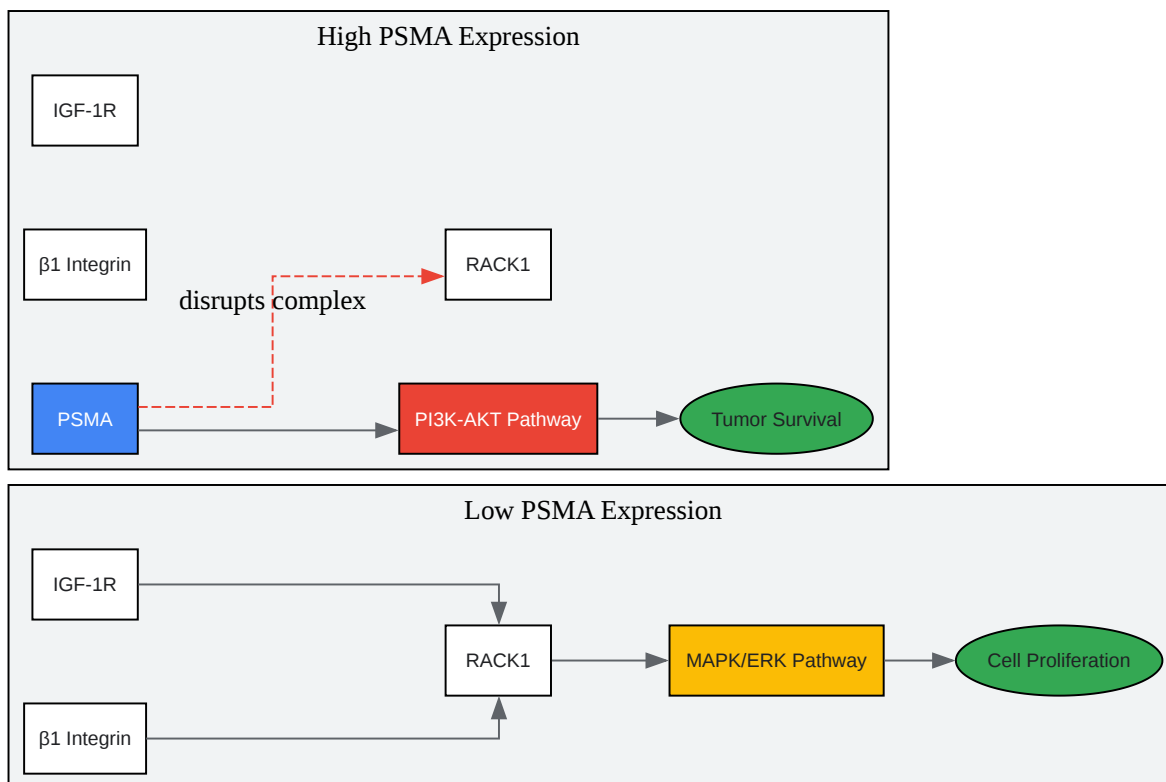 High PSMA Expression
IGF-1R
β1 Integrin
RACK1
disrupts complex
PSMA
PI3K-AKT Pathway
Tumor Survival
Low PSMA Expression
IGF-1R
RACK1
MAPK/ERK Pathway
Cell Proliferation
β1 Integrin